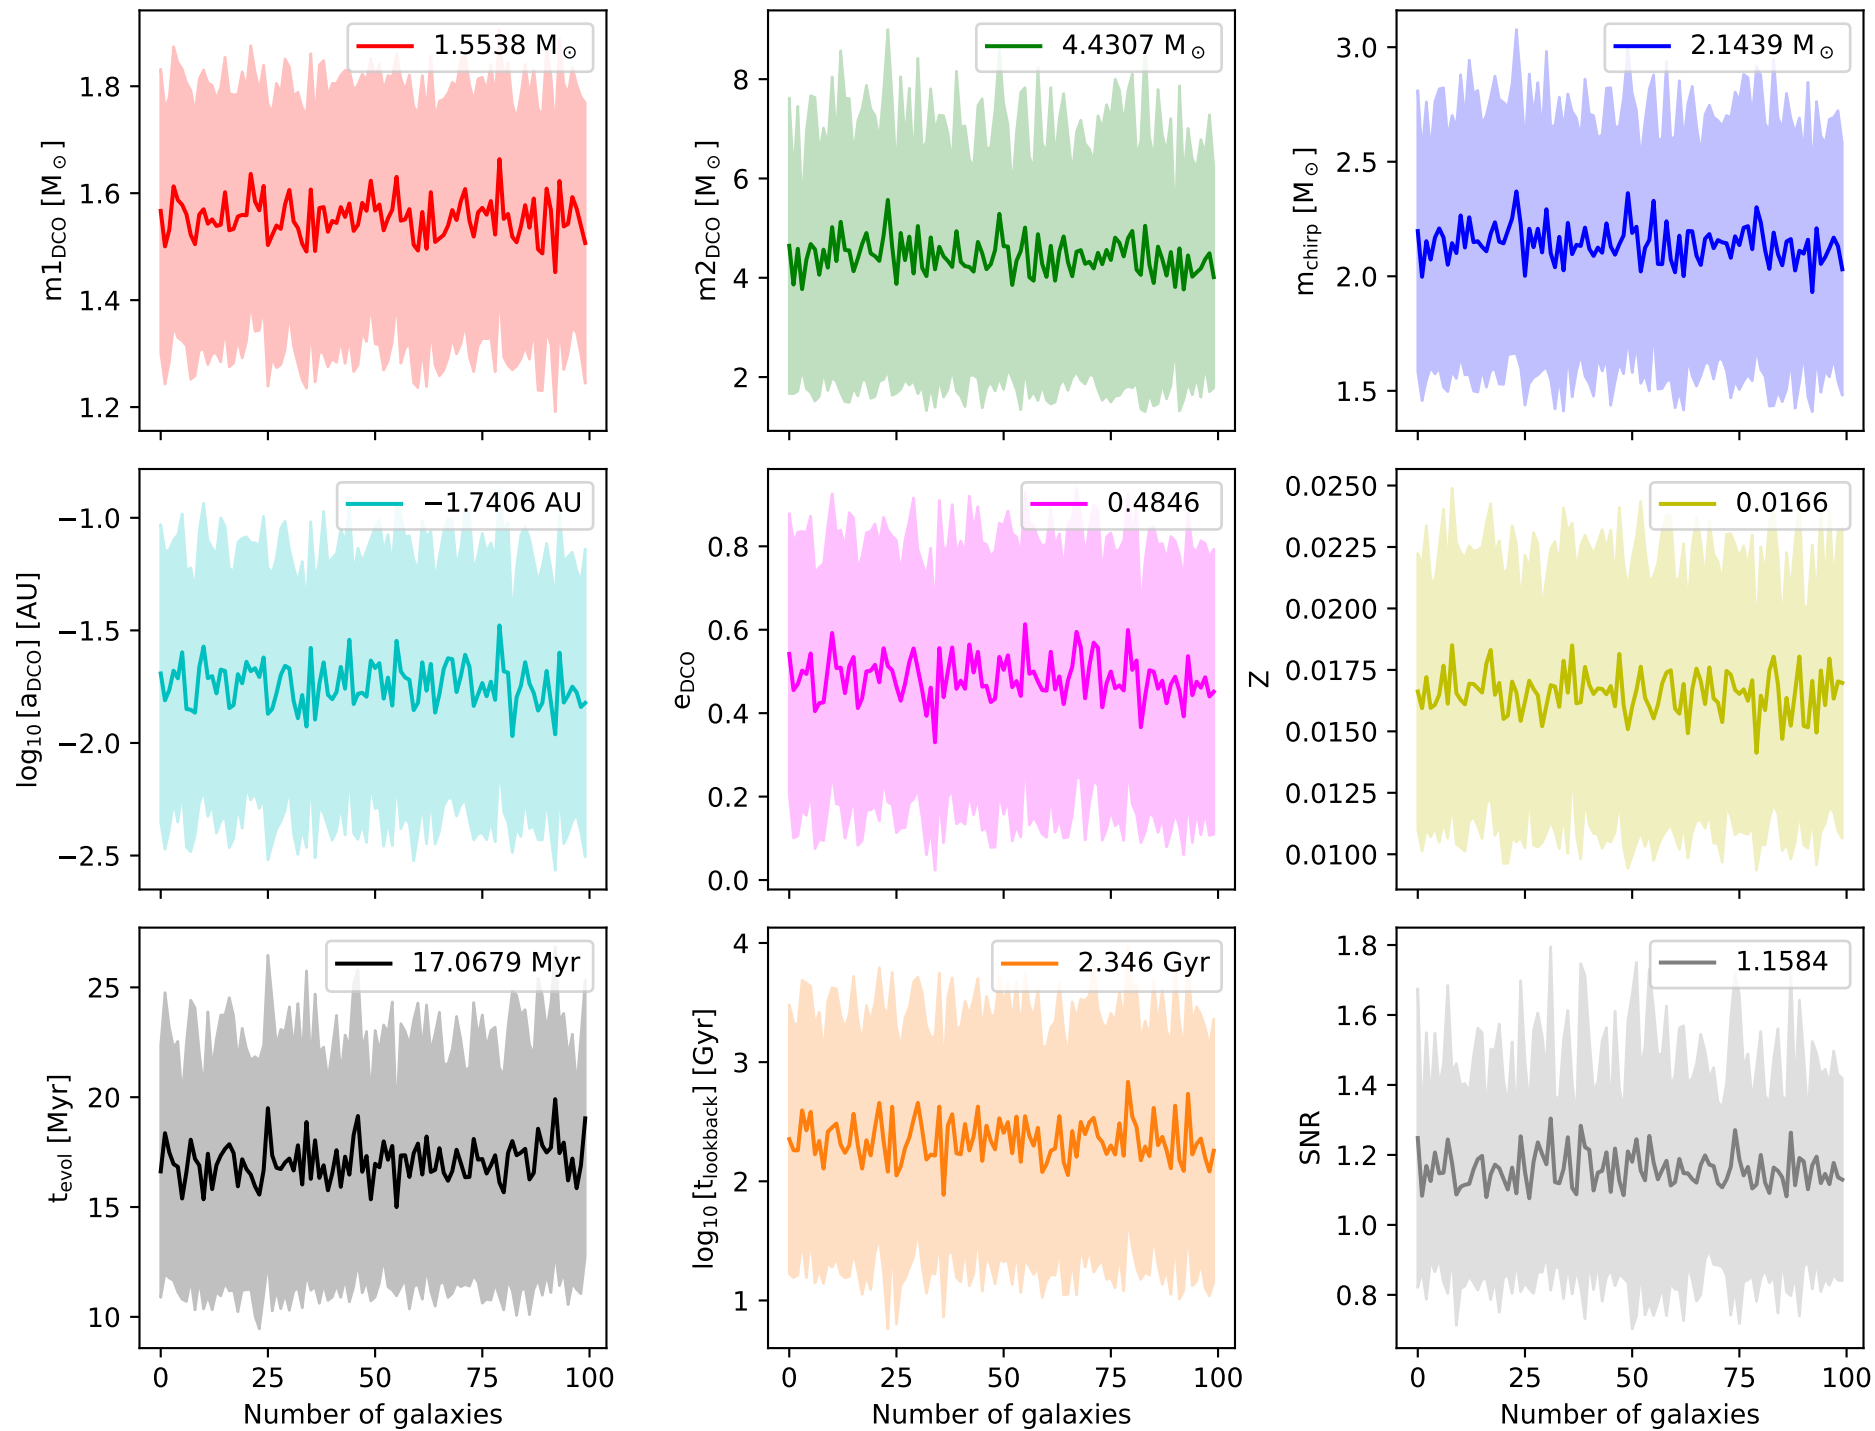 1.5538 M⊙
1.8
1.6
1.4
1.2
m1DCO [M⊙]
4.4307 M⊙
8
6
4
2
m2DCO [M⊙]
2.1439 M⊙
3.0
2.5
2.0
1.5
mchirp [M⊙]
−1.7406 AU
−1.0
−1.5
−2.0
−2.5
log10 [aDCO] [AU]
0.4846
0.8
0.6
0.4
0.2
0.0
eDCO
0.0166
0.0250
0.0225
0.0200
0.0175
0.0150
0.0125
0.0100
Z
17.0679 Myr
25
20
15
10
tevol [Myr]
0 25 50 75 100
Number of galaxies
2.346 Gyr
4
3
2
1
log10 [tlookback] [Gyr]
0 25 50 75 100
Number of galaxies
1.1584
1.8
1.6
1.4
1.2
1.0
0.8
SNR
0 25 50 75 100
Number of galaxies